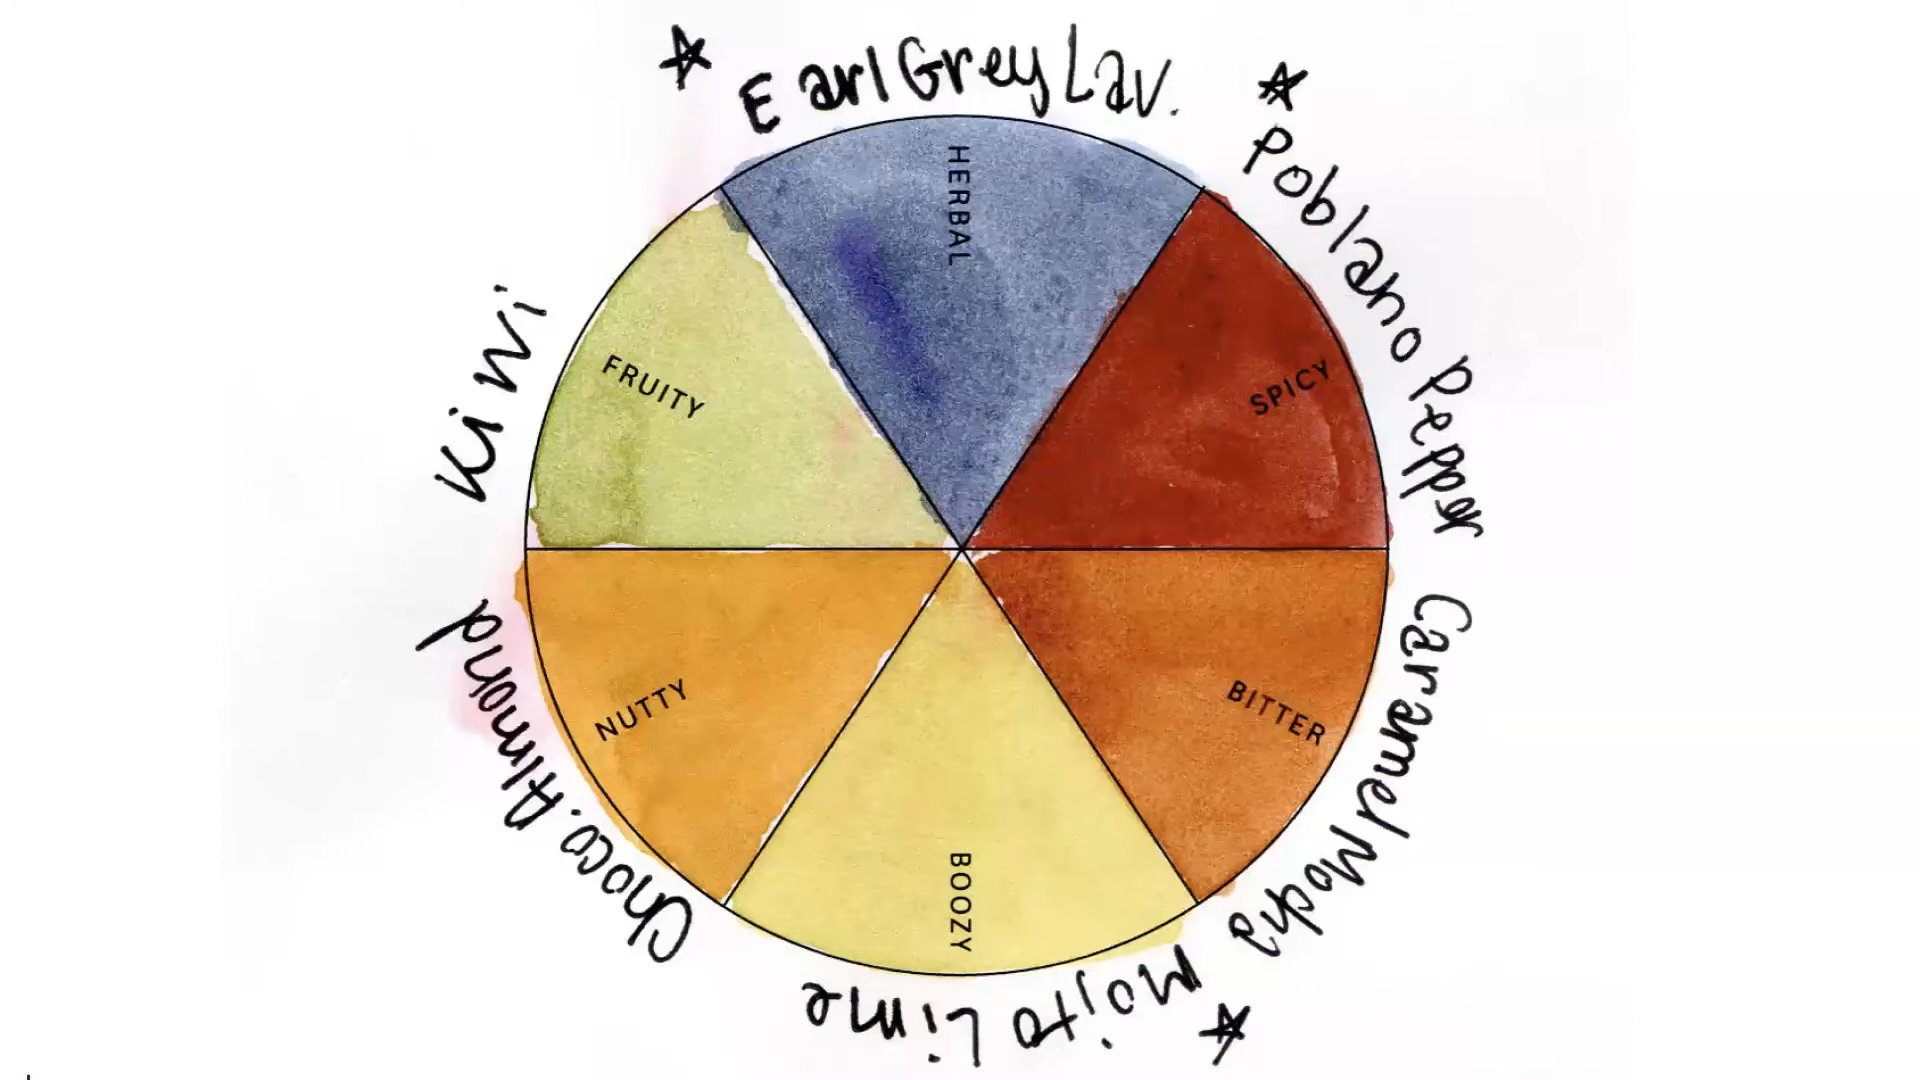 Earl Grey Lav.
Poblano Pepper
Caramel Mocha
Mojito Lime
Choco. Almond
Kiwi
HERBAL
SPICY
BITTER
BOOZY
NUTTY
FRUITY